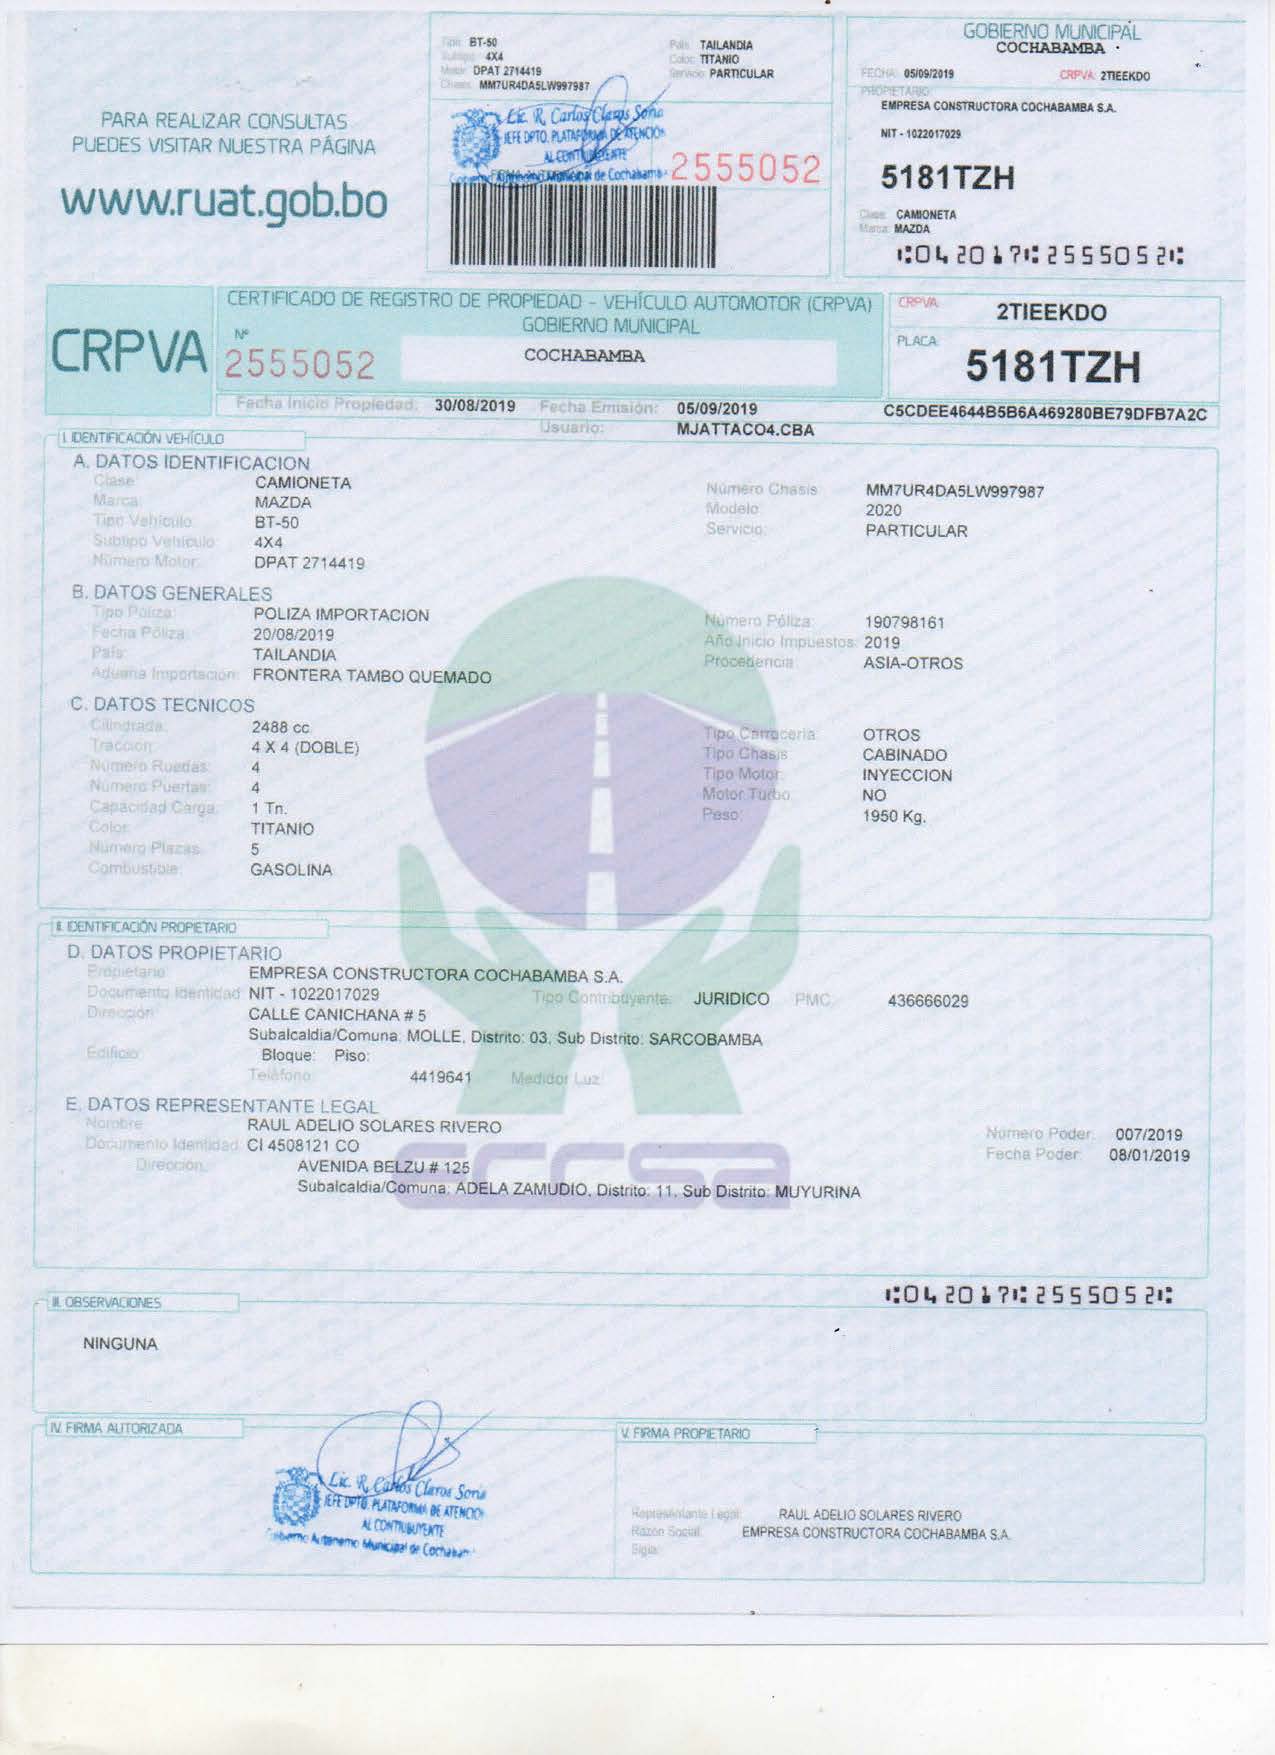 PARA REALIZAR CONSULTAS
PUEDES VISITAR NUESTRA PÁGINA
www.ruat.gob.bo
Tipo: BT-50 País: TAILANDIA
Subtipo: 4X4 Color: TITANIO
Motor: DPAT 2714419 Servicio: PARTICULAR
Chasis: MM7UR4DA5LW997987
Lic. R. Carlos Claros Soria
JEFE DPTO. PLATAFORMA DE ATENCION
AL CONTRIBUYENTE
Gobierno Autonomo Municipal de Cochabamba
2555052
GOBIERNO MUNICIPAL
COCHABAMBA
FECHA: 05/09/2019 CRPVA: 2TIEEKDO
PROPIETARIO:
EMPRESA CONSTRUCTORA COCHABAMBA S.A.
NIT - 1022017029
5181TZH
Clase: CAMIONETA
Marca: MAZDA
042017 2555052
CRPVA
CERTIFICADO DE REGISTRO DE PROPIEDAD - VEHÍCULO AUTOMOTOR (CRPVA)
GOBIERNO MUNICIPAL
Nº
2555052
COCHABAMBA
CRPVA: 2TIEEKDO
PLACA: 5181TZH
Fecha Inicio Propiedad: 30/08/2019 Fecha Emisión: 05/09/2019 C5CDEE4644B5B6A469280BE79DFB7A2C
Usuario: MJATTACO4.CBA
I. IDENTIFICACIÓN VEHÍCULO
A. DATOS IDENTIFICACION
Clase: CAMIONETA Número Chasis MM7UR4DA5LW997987
Marca: MAZDA Modelo: 2020
Tipo Vehículo: BT-50 Servicio: PARTICULAR
Subtipo Vehículo: 4X4
Número Motor: DPAT 2714419
B. DATOS GENERALES
Tipo Póliza: POLIZA IMPORTACION Número Póliza: 190798161
Fecha Póliza: 20/08/2019 Año Inicio Impuestos: 2019
País: TAILANDIA Procedencia: ASIA-OTROS
Aduana Importación: FRONTERA TAMBO QUEMADO
C. DATOS TECNICOS
Cilindrada: 2488 cc. Tipo Carrocería: OTROS
Tracción: 4 X 4 (DOBLE) Tipo Chasis CABINADO
Número Ruedas: 4 Tipo Motor: INYECCION
Número Puertas: 4 Motor Turbo NO
Capacidad Carga: 1 Tn. Peso: 1950 Kg.
Color: TITANIO
Número Plazas: 5
Combustible: GASOLINA
II. IDENTIFICACIÓN PROPIETARIO
D. DATOS PROPIETARIO
Propietario: EMPRESA CONSTRUCTORA COCHABAMBA S.A.
Documento Identidad: NIT - 1022017029 Tipo Contribuyente: JURIDICO PMC: 436666029
Dirección: CALLE CANICHANA # 5
Subalcaldia/Comuna: MOLLE, Distrito: 03, Sub Distrito: SARCOBAMBA
Edificio: Bloque: Piso:
Teléfono: 4419641 Medidor Luz:
E. DATOS REPRESENTANTE LEGAL
Nombre: RAUL ADELIO SOLARES RIVERO Número Poder: 007/2019
Documento Identidad: CI 4508121 CO Fecha Poder: 08/01/2019
Dirección: AVENIDA BELZU # 125
Subalcaldia/Comuna: ADELA ZAMUDIO, Distrito: 11, Sub Distrito: MUYURINA
eccsa
042017 2555052
III. OBSERVACIONES
NINGUNA
IV. FIRMA AUTORIZADA
Lic. R. Carlos Claros Soria
JEFE DPTO. PLATAFORMA DE ATENCION
AL CONTRIBUYENTE
Gobierno Autonomo Municipal de Cochabamba
V. FIRMA PROPIETARIO
Representante Legal: RAUL ADELIO SOLARES RIVERO
Razón Social: EMPRESA CONSTRUCTORA COCHABAMBA S.A.
Sigla: